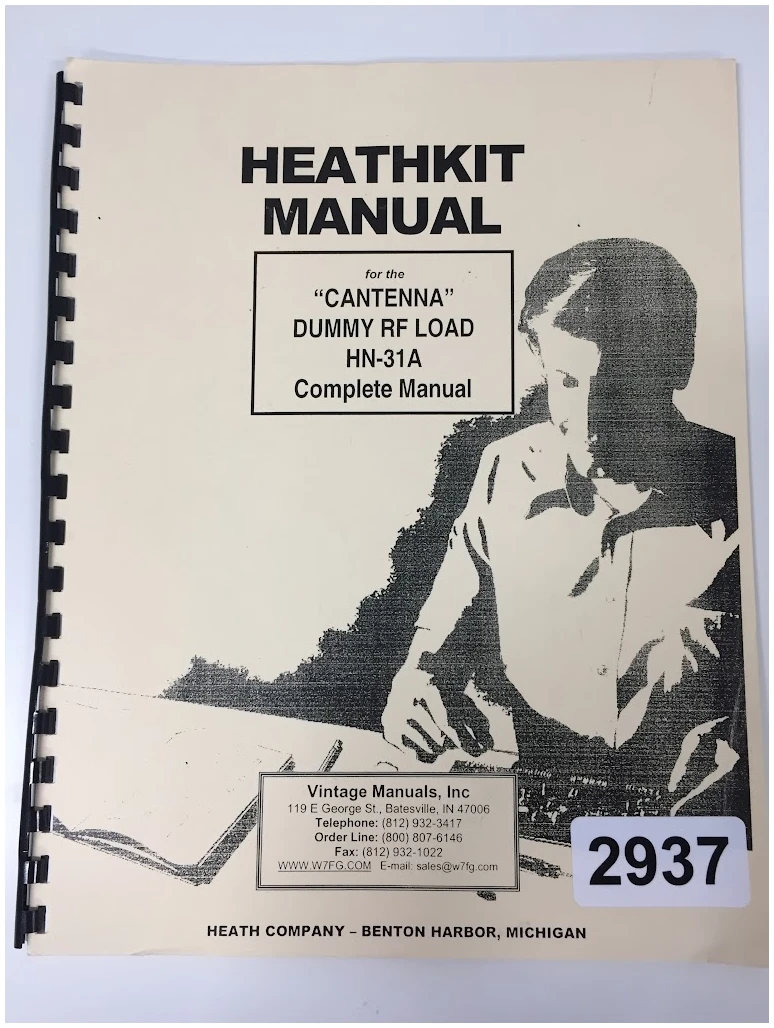 HEATHKIT
MANUAL
for the
“CANTENNA”
DUMMY RF LOAD
HN-31A
Complete Manual
Vintage Manuals, Inc
119 E George St., Batesville, IN 47006
Telephone: (812) 932-3417
Order Line: (800) 807-6146
Fax: (812) 932-1022
WWW.W7FG.COM E-mail: sales@w7fg.com
2937
HEATH COMPANY – BENTON HARBOR, MICHIGAN